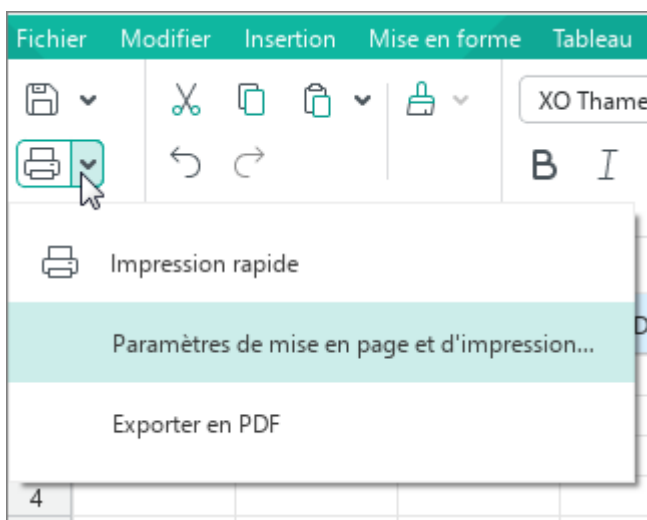 Fichier Modifier Insertion Mise en forme Tableau
XO Thame
B I
Impression rapide
Paramètres de mise en page et d'impression...
Exporter en PDF
4